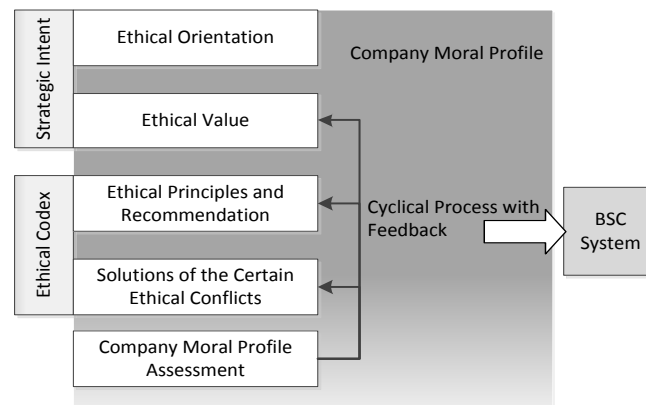 Strategic Intent
Ethical Orientation
Company Moral Profile
Ethical Value
Ethical Codex
Ethical Principles and
Recommendation
Cyclical Process with
Feedback
BSC
System
Solutions of the Certain
Ethical Conflicts
Company Moral Profile
Assessment